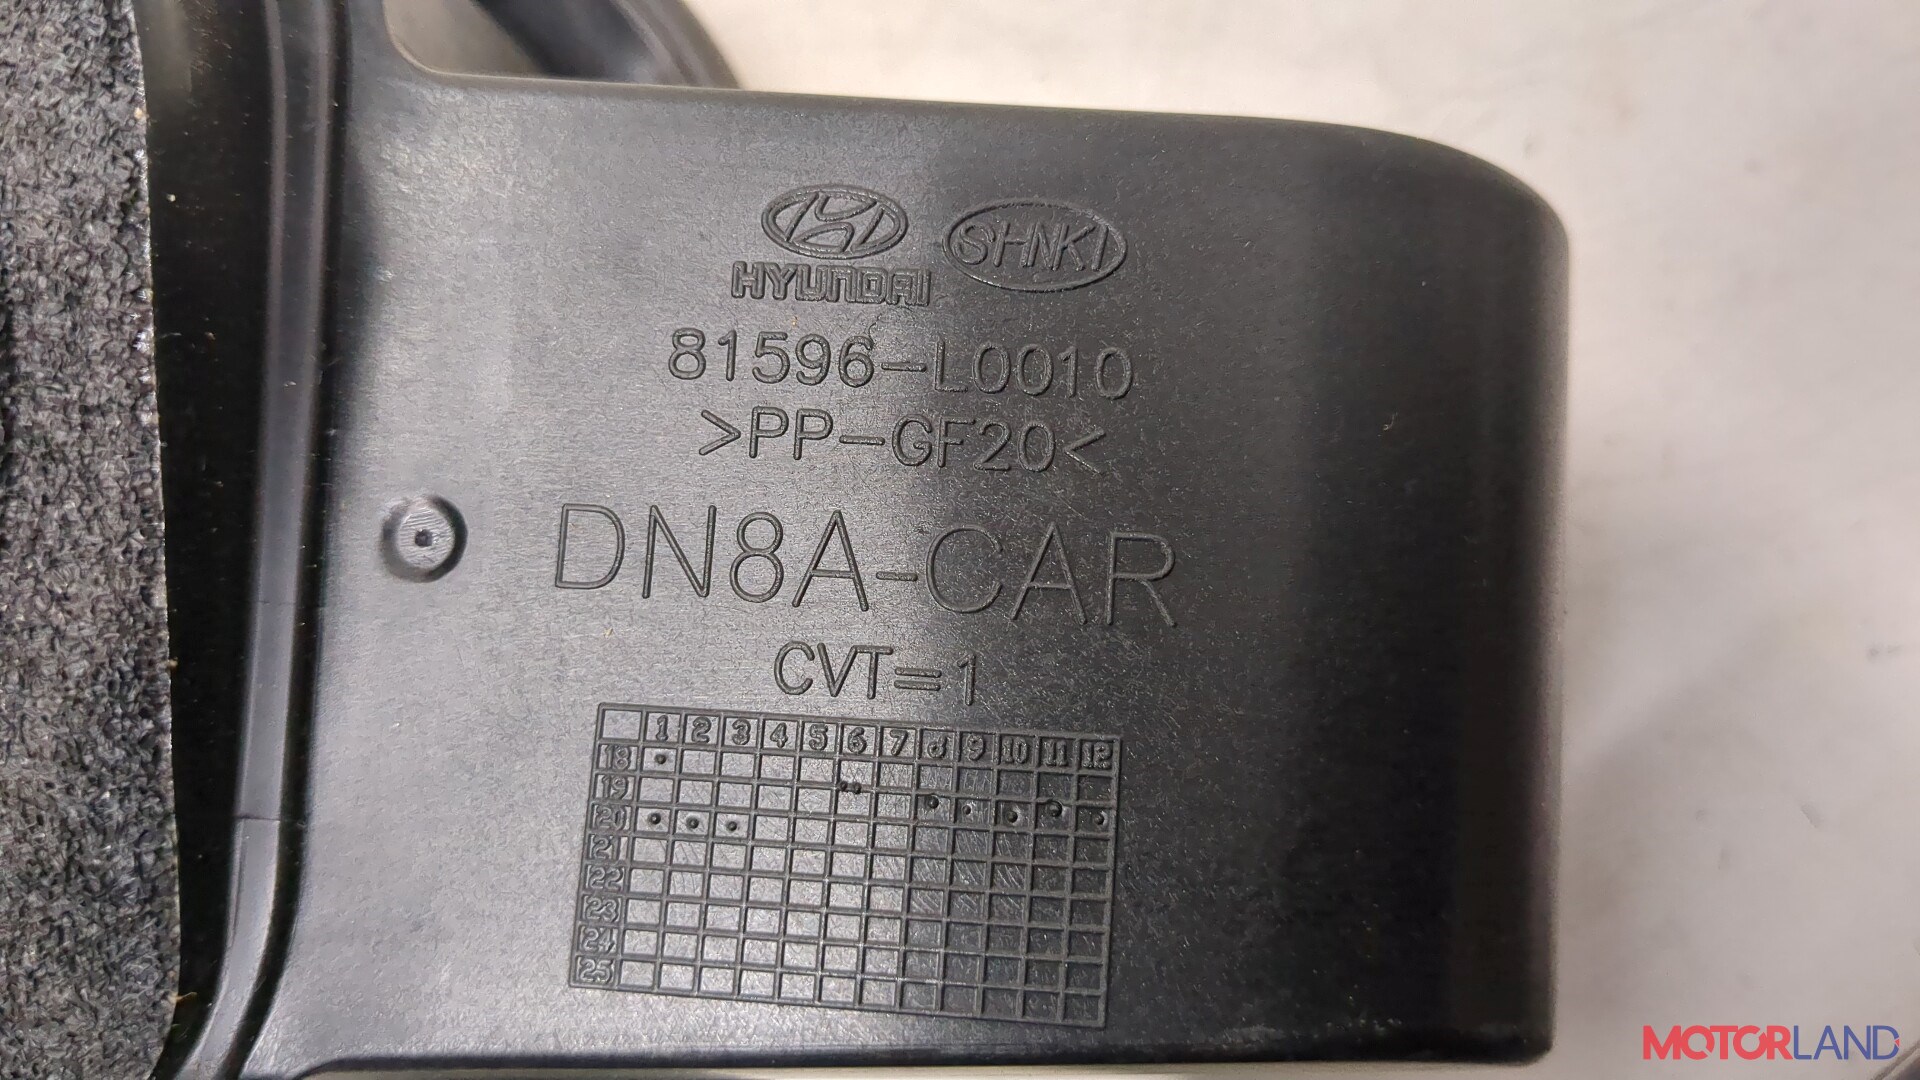 HYUNDAI SHNKI
81596-L0010
>PP-GF20<
DN8A-CAR
CVT=1
1 2 3 4 5 6 7 8 9 10 11 12
18
19
20
21
22
23
24
25
MOTORLAND